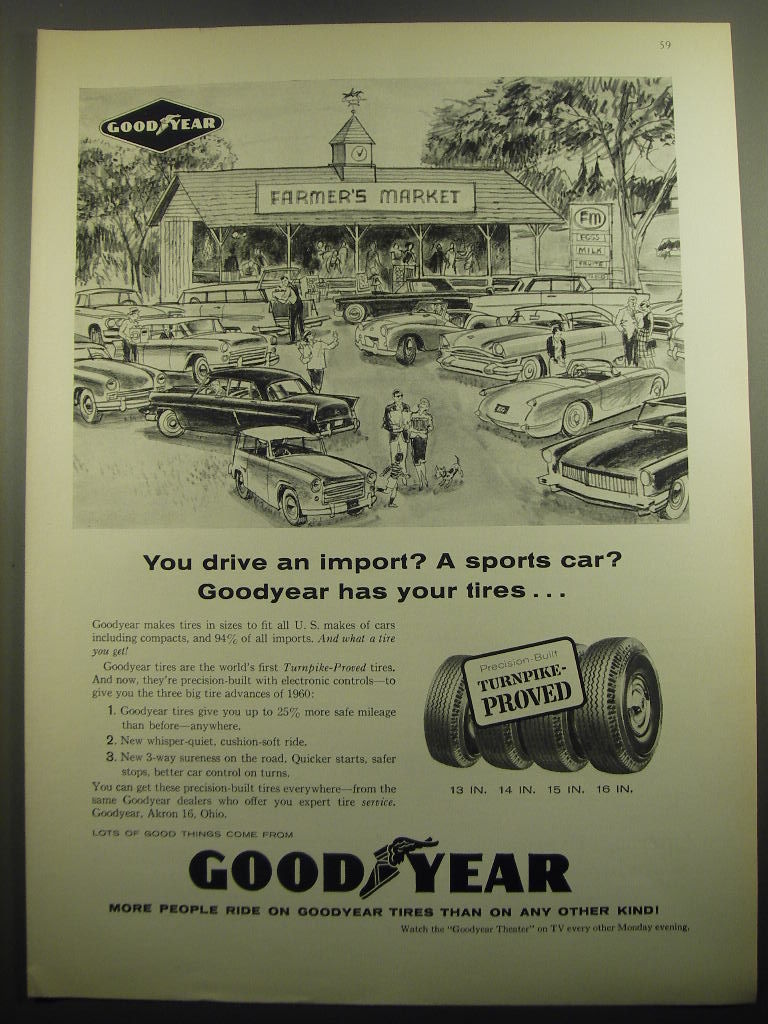 59
GOODYEAR
FARMER'S MARKET
FM
EGGS
MILK
You drive an import? A sports car?
Goodyear has your tires...
Goodyear makes tires in sizes to fit all U. S. makes of cars
including compacts, and 94% of all imports. And what a tire
you get!
Goodyear tires are the world's first Turnpike-Proved tires.
And now, they're precision-built with electronic controls—to
give you the three big tire advances of 1960:
1. Goodyear tires give you up to 25% more safe mileage
than before—anywhere.
2. New whisper-quiet, cushion-soft ride.
3. New 3-way sureness on the road. Quicker starts, safer
stops, better car control on turns.
You can get these precision-built tires everywhere—from the
same Goodyear dealers who offer you expert tire service.
Goodyear, Akron 16, Ohio.
Precision-Built
TURNPIKE-
PROVED
13 IN. 14 IN. 15 IN. 16 IN.
LOTS OF GOOD THINGS COME FROM
GOODYEAR
MORE PEOPLE RIDE ON GOODYEAR TIRES THAN ON ANY OTHER KIND!
Watch the "Goodyear Theater" on TV every other Monday evening.